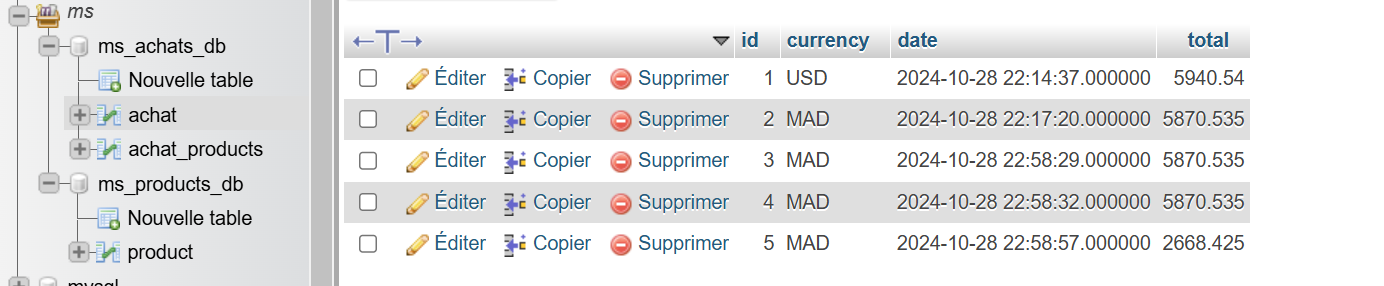 ms
ms_achats_db
Nouvelle table
achat
achat_products
ms_products_db
Nouvelle table
product
id currency date total
Éditer Copier Supprimer 1 USD 2024-10-28 22:14:37.000000 5940.54
Éditer Copier Supprimer 2 MAD 2024-10-28 22:17:20.000000 5870.535
Éditer Copier Supprimer 3 MAD 2024-10-28 22:58:29.000000 5870.535
Éditer Copier Supprimer 4 MAD 2024-10-28 22:58:32.000000 5870.535
Éditer Copier Supprimer 5 MAD 2024-10-28 22:58:57.000000 2668.425